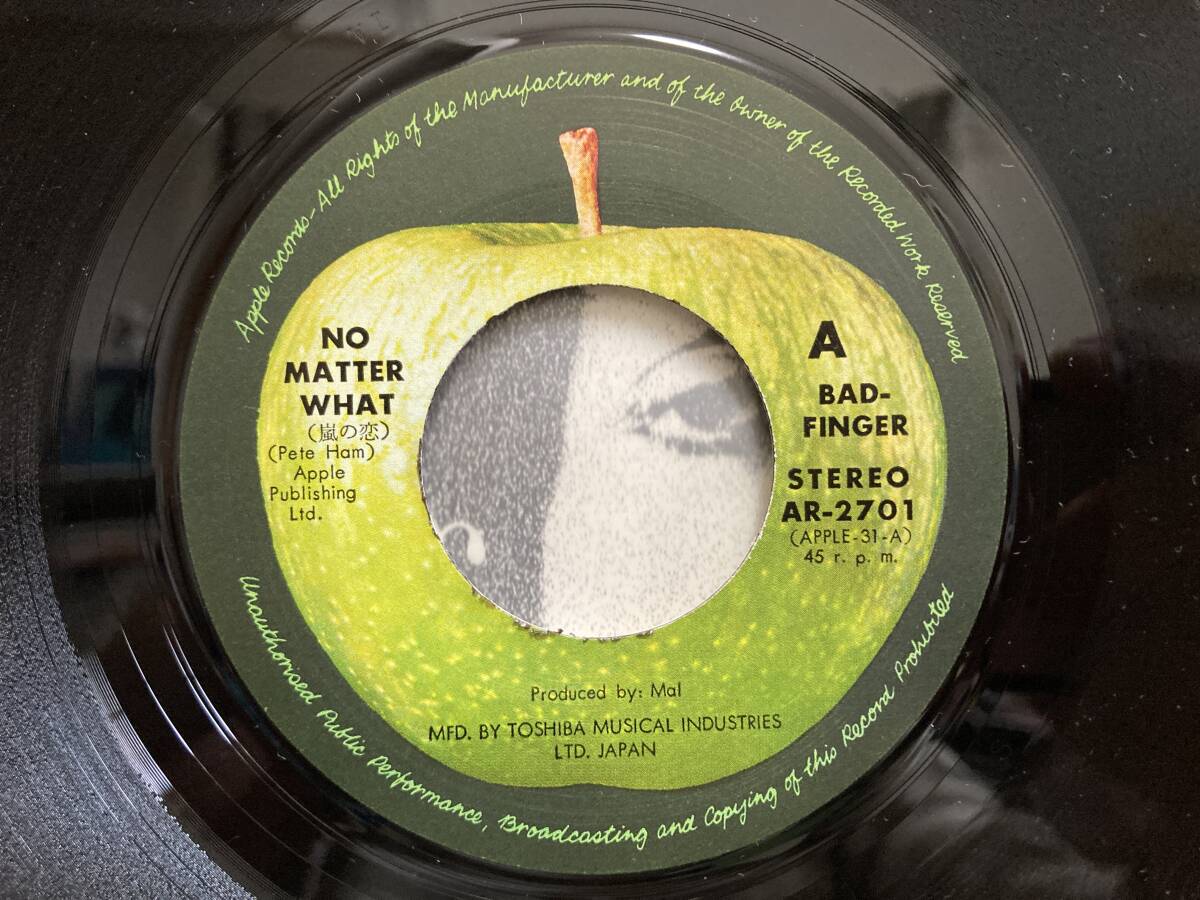 Apple Records - All Rights of the Manufacturer and of the Owner of the Recorded Work Reserved
NO
MATTER
WHAT
(嵐の恋)
(Pete Ham)
Apple
Publishing
Ltd.
A
BAD-
FINGER
STEREO
AR-2701
(APPLE-31-A)
45 r. p. m.
Produced by: Mal
MFD. BY TOSHIBA MUSICAL INDUSTRIES
LTD. JAPAN
Unauthorised Public Performance, Broadcasting and Copying of this Record Prohibited